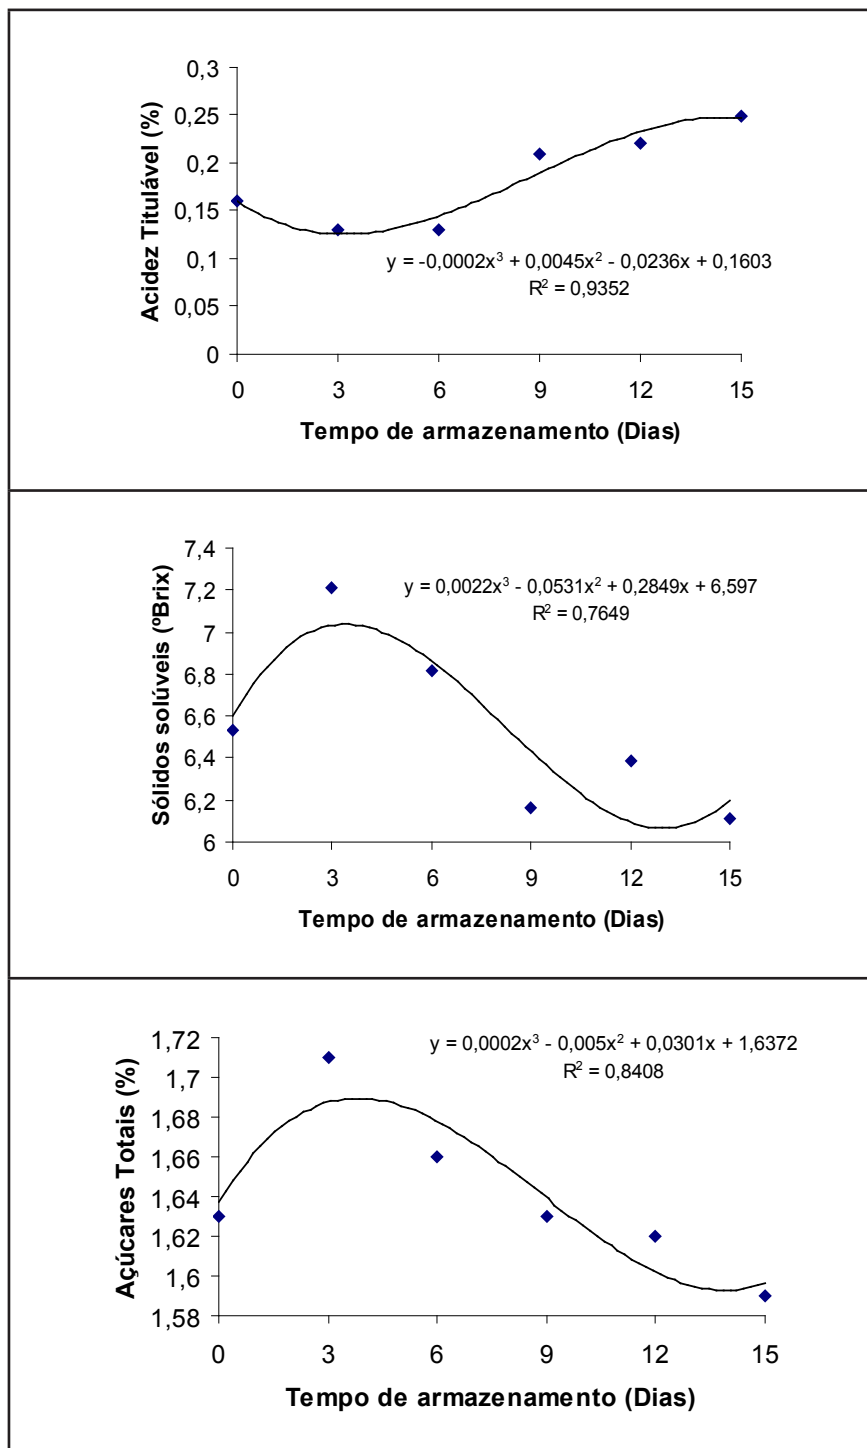 0,3
0,25
0,2
0,15
0,1
0,05
0
Acidez Titulável (%)
y = -0,0002x³ + 0,0045x² - 0,0236x + 0,1603
R² = 0,9352
0 3 6 9 12 15
Tempo de armazenamento (Dias)
7,4
7,2
7
6,8
6,6
6,4
6,2
6
Sólidos solúveis (ºBrix)
y = 0,0022x³ - 0,0531x² + 0,2849x + 6,597
R² = 0,7649
0 3 6 9 12 15
Tempo de armazenamento (Dias)
1,72
1,7
1,68
1,66
1,64
1,62
1,6
1,58
Açúcares Totais (%)
y = 0,0002x³ - 0,005x² + 0,0301x + 1,6372
R² = 0,8408
0 3 6 9 12 15
Tempo de armazenamento (Dias)